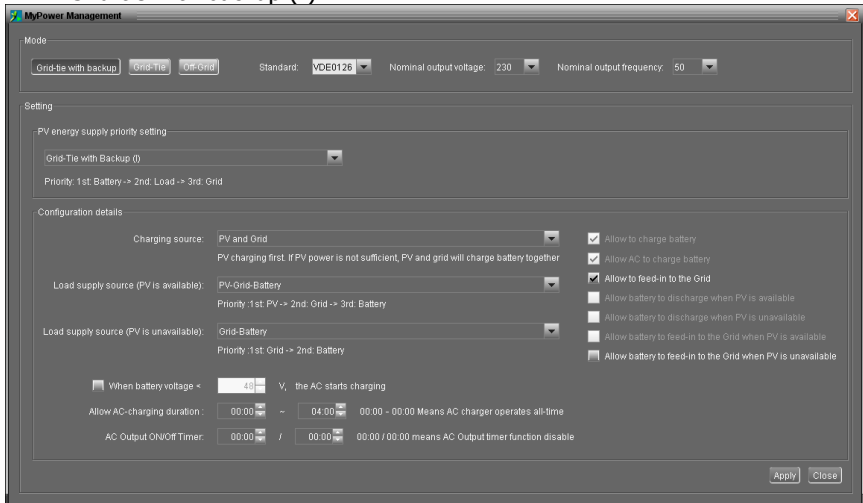 MyPower Management
Mode
Grid-tie with backup Grid-Tie Off-Grid Standard: VDE0126 Nominal output voltage: 230 Nominal output frequency: 50
Setting
PV energy supply priority setting
Grid-Tie with Backup (I)
Priority: 1st: Battery -> 2nd: Load -> 3rd: Grid
Configuration details
Charging source: PV and Grid
PV charging first. If PV power is not sufficient, PV and grid will charge battery together
Load supply source (PV is available): PV-Grid-Battery
Priority :1st: PV -> 2nd: Grid -> 3rd: Battery
Load supply source (PV is unavailable): Grid-Battery
Priority :1st: Grid -> 2nd: Battery
Allow to charge battery
Allow AC to charge battery
Allow to feed-in to the Grid
Allow battery to discharge when PV is available
Allow battery to discharge when PV is unavailable
Allow battery to feed-in to the Grid when PV is available
Allow battery to feed-in to the Grid when PV is unavailable
When battery voltage < 48 V, the AC starts charging
Allow AC-charging duration : 00:00 ~ 04:00 00:00 - 00:00 Means AC charger operates all-time
AC Output ON/Off Timer: 00:00 / 00:00 00:00 / 00:00 means AC Output timer function disable
Apply Close